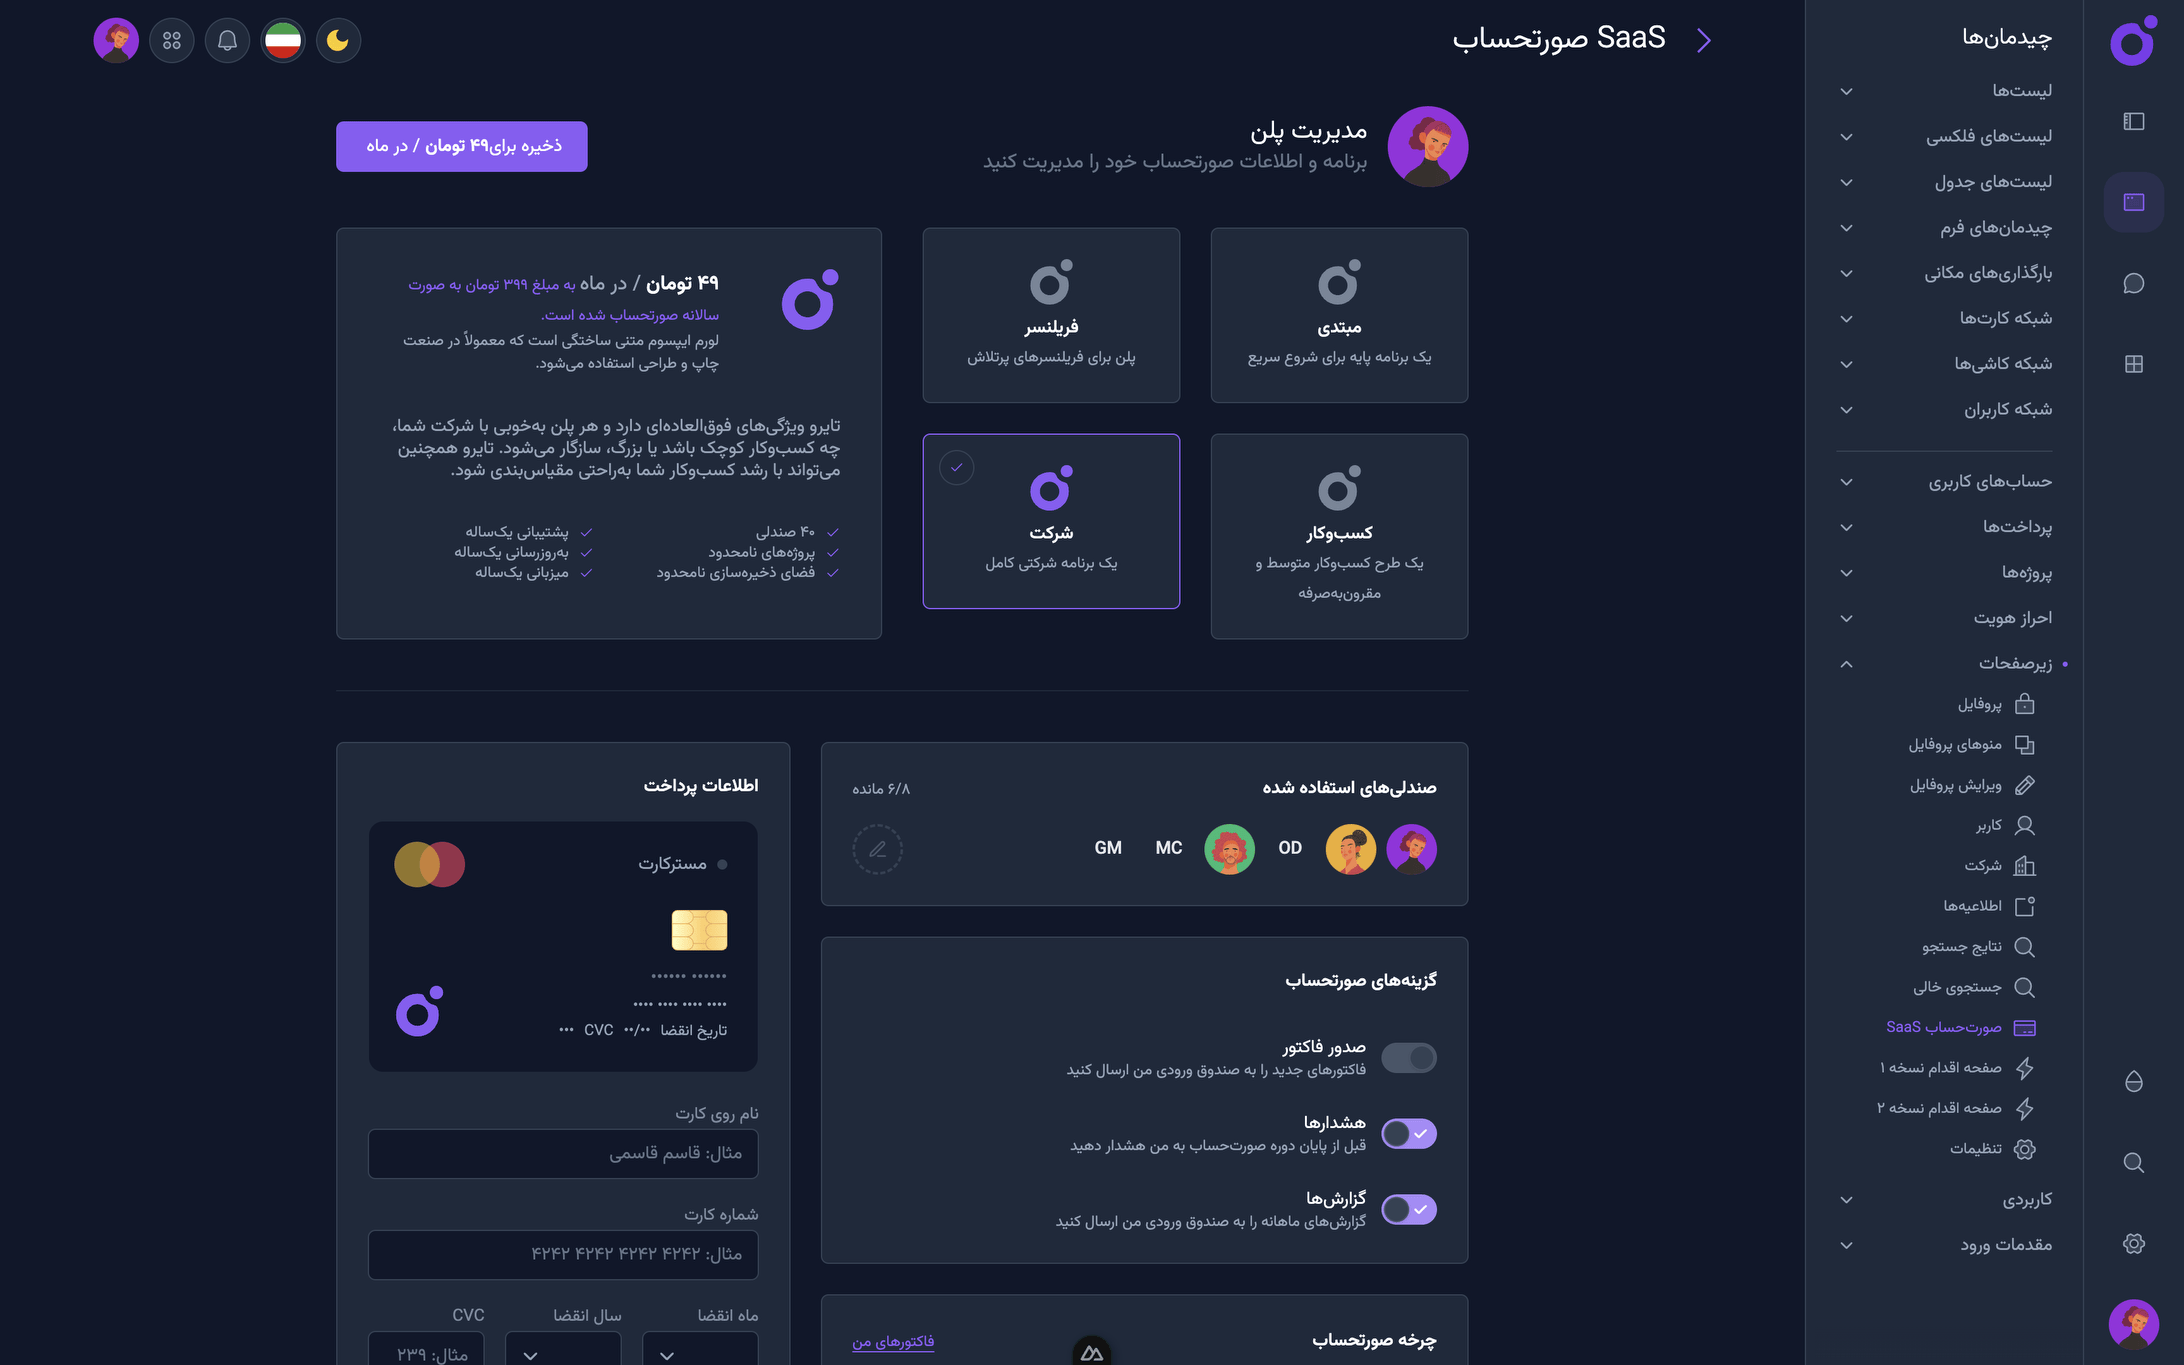 چیدمان‌ها
لیست‌ها
لیست‌های فلکسی
لیست‌های جدول
چیدمان‌های فرم
بارگذاری‌های مکانی
شبکه کارت‌ها
شبکه کاشی‌ها
شبکه کاربران
حساب‌های کاربری
پرداخت‌ها
پروژه‌ها
احراز هویت
زیرصفحات
پروفایل
منوهای پروفایل
ویرایش پروفایل
کاربر
شرکت
اطلاعیه‌ها
نتایج جستجو
جستجوی خالی
صورت‌حساب SaaS
صفحه اقدام نسخه ۱
صفحه اقدام نسخه ۲
تنظیمات
کاربردی
مقدمات ورود
SaaS صورتحساب
مدیریت پلن
برنامه و اطلاعات صورتحساب خود را مدیریت کنید
ذخیره برای۴۹ تومان / در ماه
مبتدی
یک برنامه پایه برای شروع سریع
فریلنسر
پلن برای فریلنسرهای پرتلاش
کسب‌وکار
یک طرح کسب‌وکار متوسط و
مقرون‌به‌صرفه
شرکت
یک برنامه شرکتی کامل
۴۹ تومان / در ماه به مبلغ ۳۹۹ تومان به صورت
سالانه صورتحساب شده است.
لورم ایپسوم متنی ساختگی است که معمولاً در صنعت
چاپ و طراحی استفاده می‌شود.
تایرو ویژگی‌های فوق‌العاده‌ای دارد و هر پلن به‌خوبی با شرکت شما،
چه کسب‌وکار کوچک باشد یا بزرگ، سازگار می‌شود. تایرو همچنین
می‌تواند با رشد کسب‌وکار شما به‌راحتی مقیاس‌بندی شود.
۴۰ صندلی
پروژه‌های نامحدود
فضای ذخیره‌سازی نامحدود
پشتیبانی یک‌ساله
به‌روزرسانی یک‌ساله
میزبانی یک‌ساله
صندلی‌های استفاده شده
۶/۸ مانده
OD
MC
GM
گزینه‌های صورتحساب
صدور فاکتور
فاکتورهای جدید را به صندوق ورودی من ارسال کنید
هشدارها
قبل از پایان دوره صورت‌حساب به من هشدار دهید
گزارش‌ها
گزارش‌های ماهانه را به صندوق ورودی من ارسال کنید
چرخه صورتحساب
فاکتورهای من
اطلاعات پرداخت
مسترکارت
•••••• ••••••
•••• •••• •••• ••••
تاریخ انقضا ••/•• CVC •••
نام روی کارت
مثال: قاسم قاسمی
شماره کارت
مثال: ۴۲۴۲ ۴۲۴۲ ۴۲۴۲ ۴۲۴۲
ماه انقضا
سال انقضا
CVC
مثال: ۲۳۹